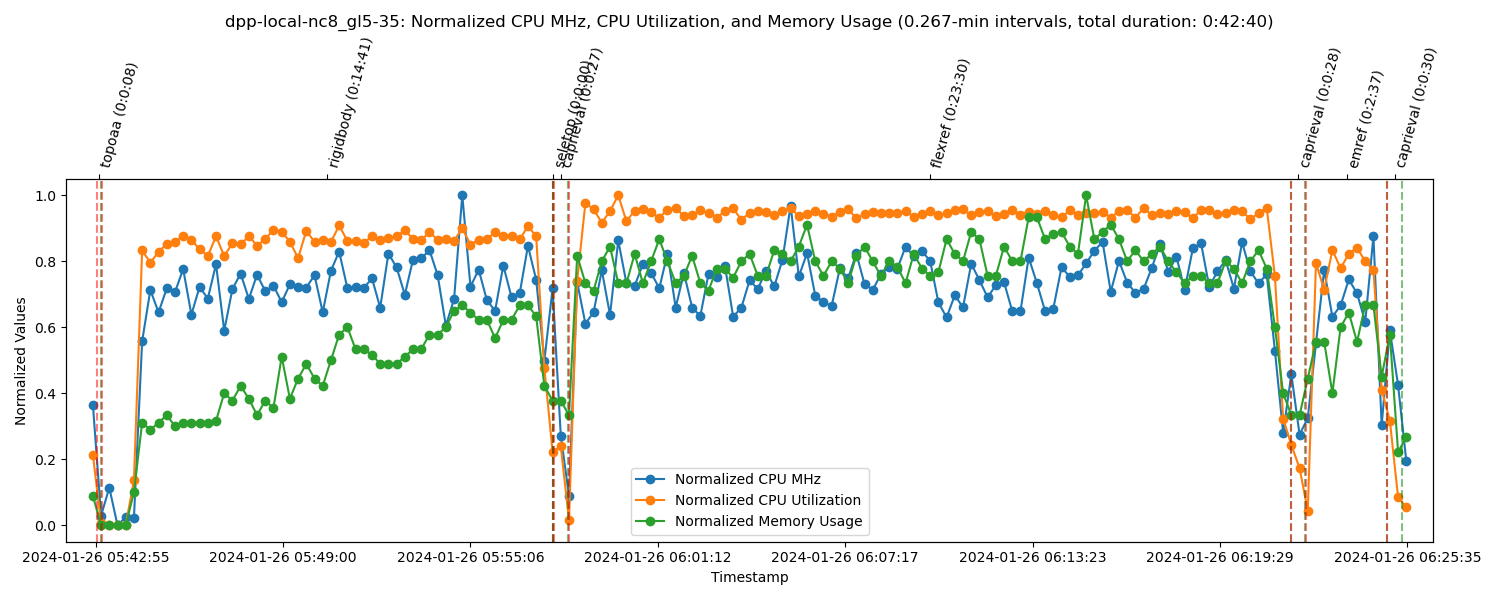 dpp-local-nc8_gl5-35: Normalized CPU MHz, CPU Utilization, and Memory Usage (0.267-min intervals, total duration: 0:42:40)
topoaa (0:0:08)
rigidbody (0:14:41)
seletop (0:0:00)
caprieval (0:0:27)
flexref (0:23:30)
caprieval (0:0:28)
emref (0:2:37)
caprieval (0:0:30)
Normalized Values
1.0
0.8
0.6
0.4
0.2
0.0
Normalized CPU MHz
Normalized CPU Utilization
Normalized Memory Usage
2024-01-26 05:42:55 2024-01-26 05:49:00 2024-01-26 05:55:06 2024-01-26 06:01:12 2024-01-26 06:07:17 2024-01-26 06:13:23 2024-01-26 06:19:29 2024-01-26 06:25:35
Timestamp